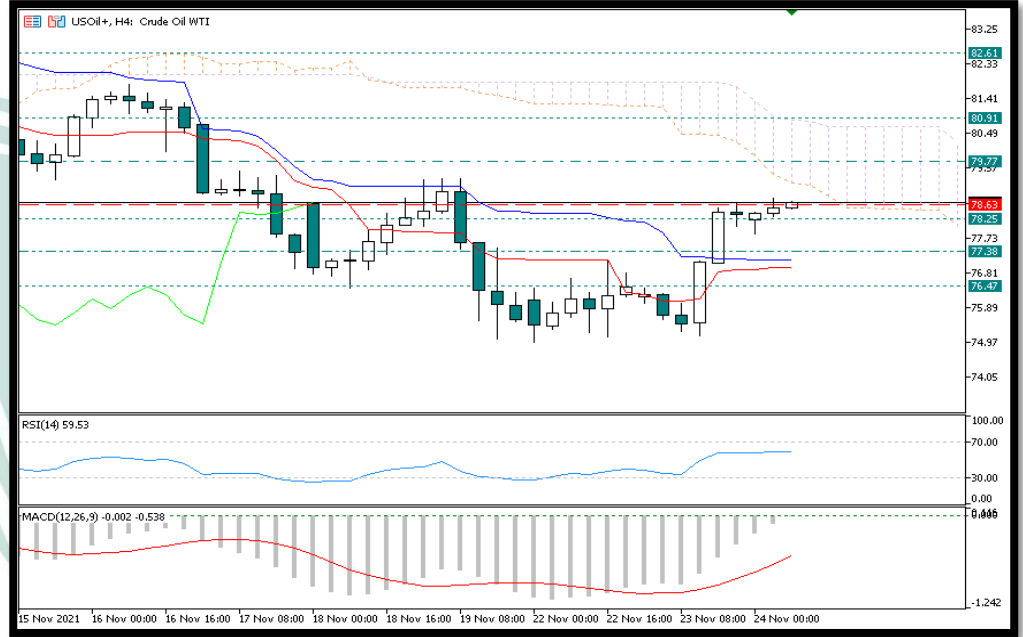 USOil+, H4: Crude Oil WTI
83.25
82.61
82.33
81.41
80.91
80.49
79.77
79.57
78.63
78.25
77.73
77.38
76.81
76.47
75.89
74.97
74.05
RSI(14) 59.53
100.00
70.00
30.00
0.00
MACD(12,26,9) -0.002 -0.538
-1.242
15 Nov 2021
16 Nov 00:00
16 Nov 16:00
17 Nov 08:00
18 Nov 00:00
18 Nov 16:00
19 Nov 08:00
22 Nov 00:00
22 Nov 16:00
23 Nov 08:00
24 Nov 00:00